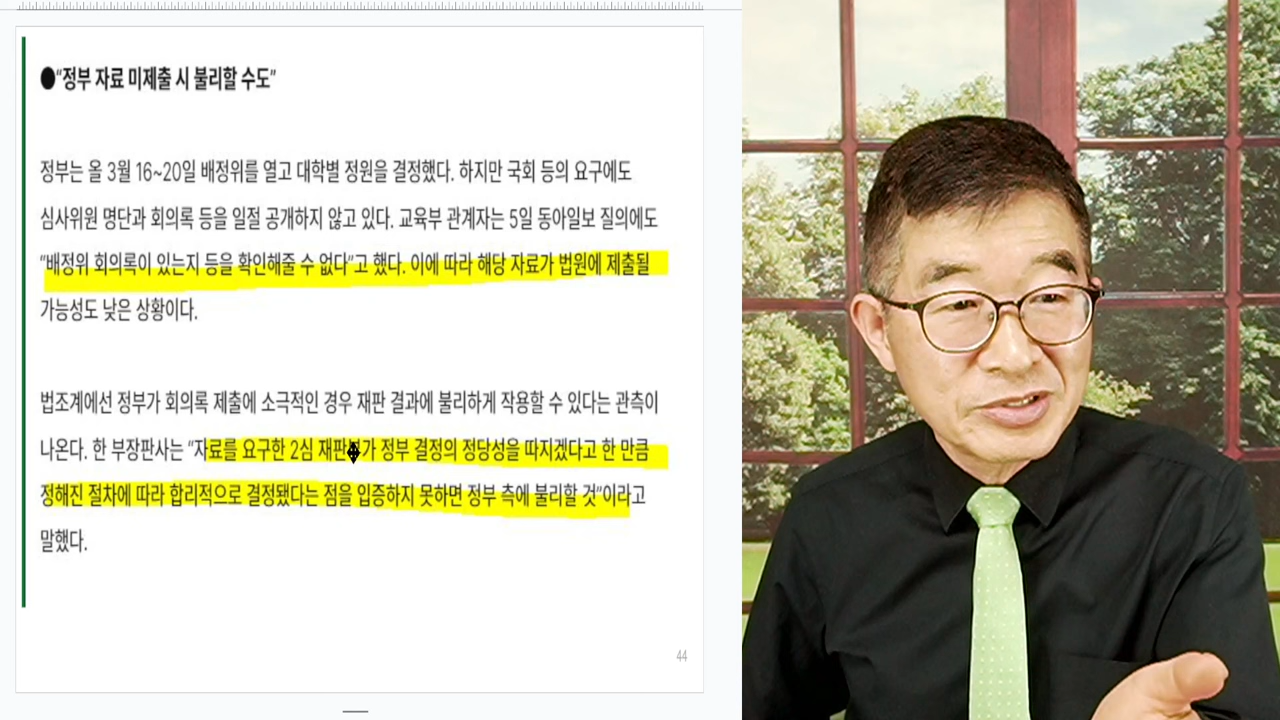 ●“정부 자료 미제출 시 불리할 수도”
정부는 올 3월 16~20일 배정위를 열고 대학별 정원을 결정했다. 하지만 국회 등의 요구에도
심사위원 명단과 회의록 등을 일절 공개하지 않고 있다. 교육부 관계자는 5일 동아일보 질의에도
“배정위 회의록이 있는지 등을 확인해줄 수 없다”고 했다. 이에 따라 해당 자료가 법원에 제출될
가능성도 낮은 상황이다.
법조계에선 정부가 회의록 제출에 소극적인 경우 재판 결과에 불리하게 작용할 수 있다는 관측이
나온다. 한 부장판사는 “자료를 요구한 2심 재판부가 정부 결정의 정당성을 따지겠다고 한 만큼
정해진 절차에 따라 합리적으로 결정됐다는 점을 입증하지 못하면 정부 측에 불리할 것”이라고
말했다.
44